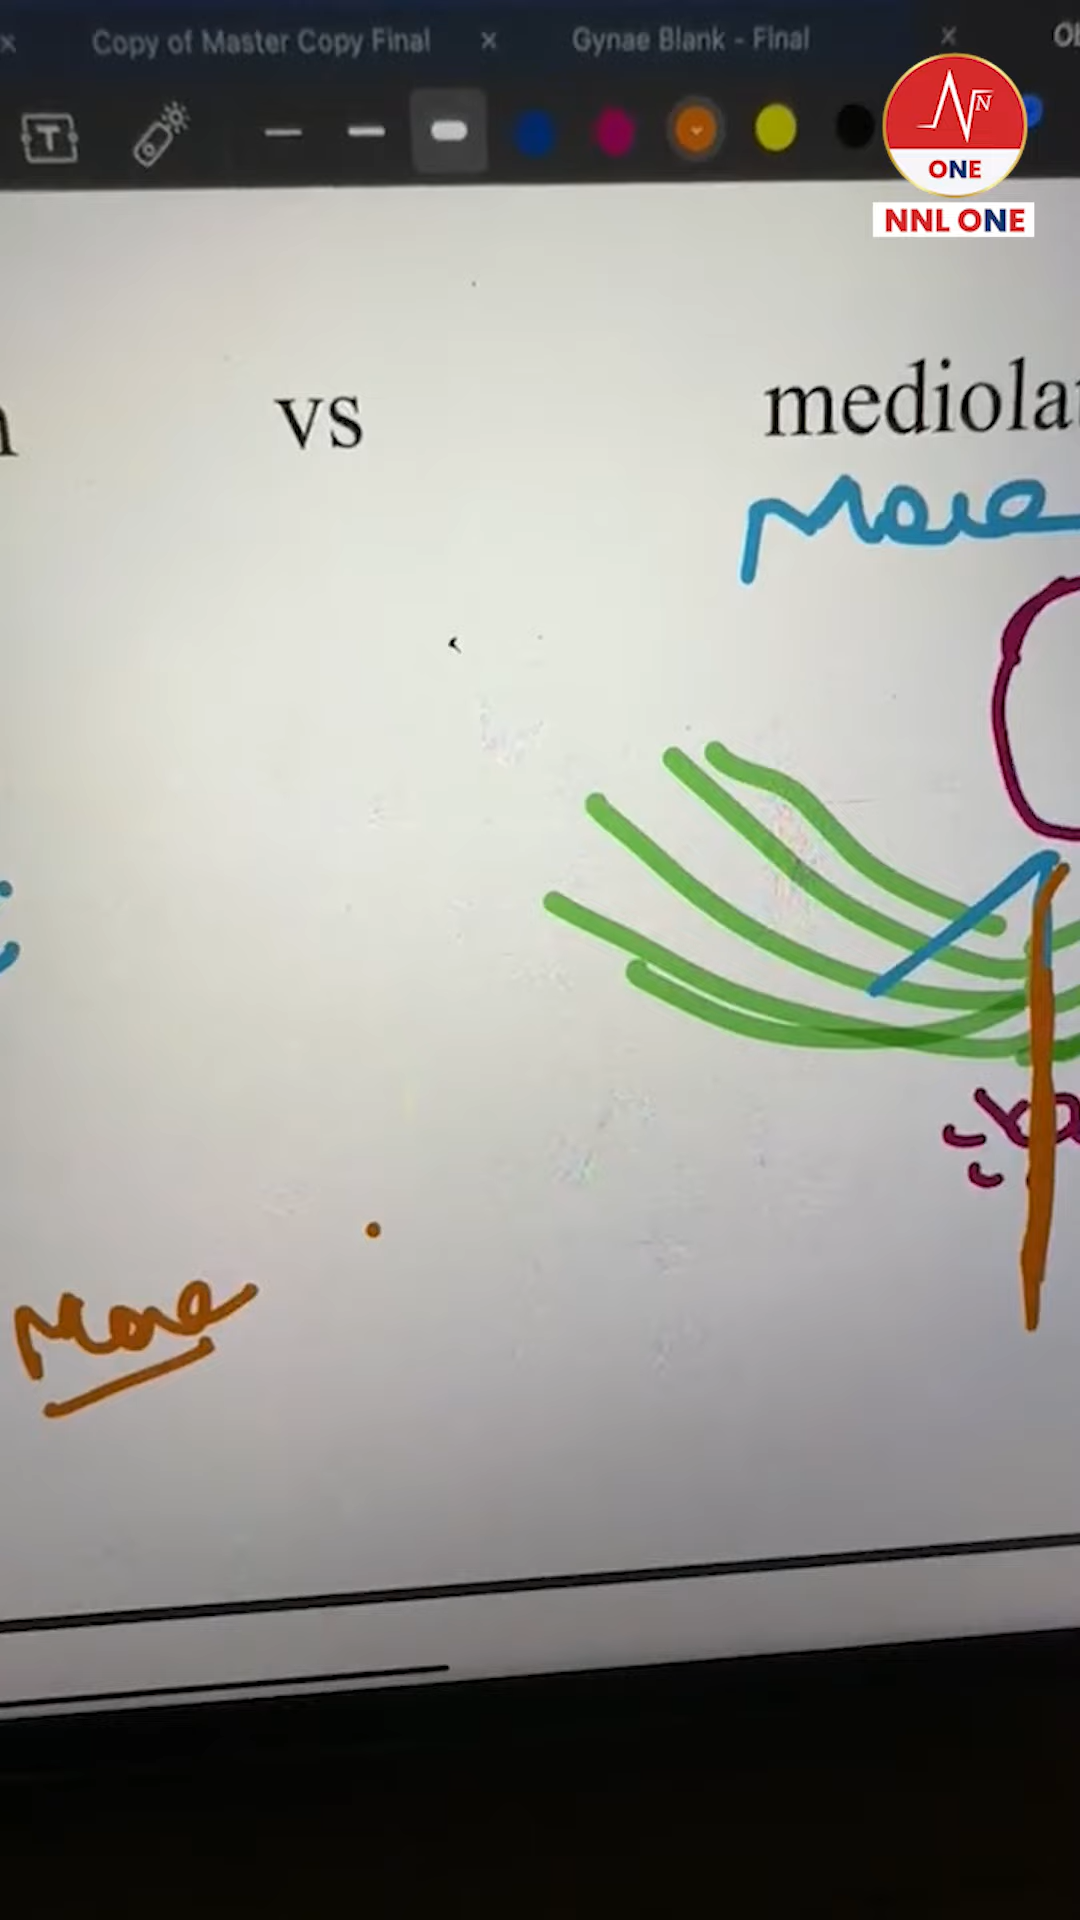 Copy of Master Copy Final
Gynae Blank - Final
T
N
ONE
NNL ONE
vs
mediola
More
More